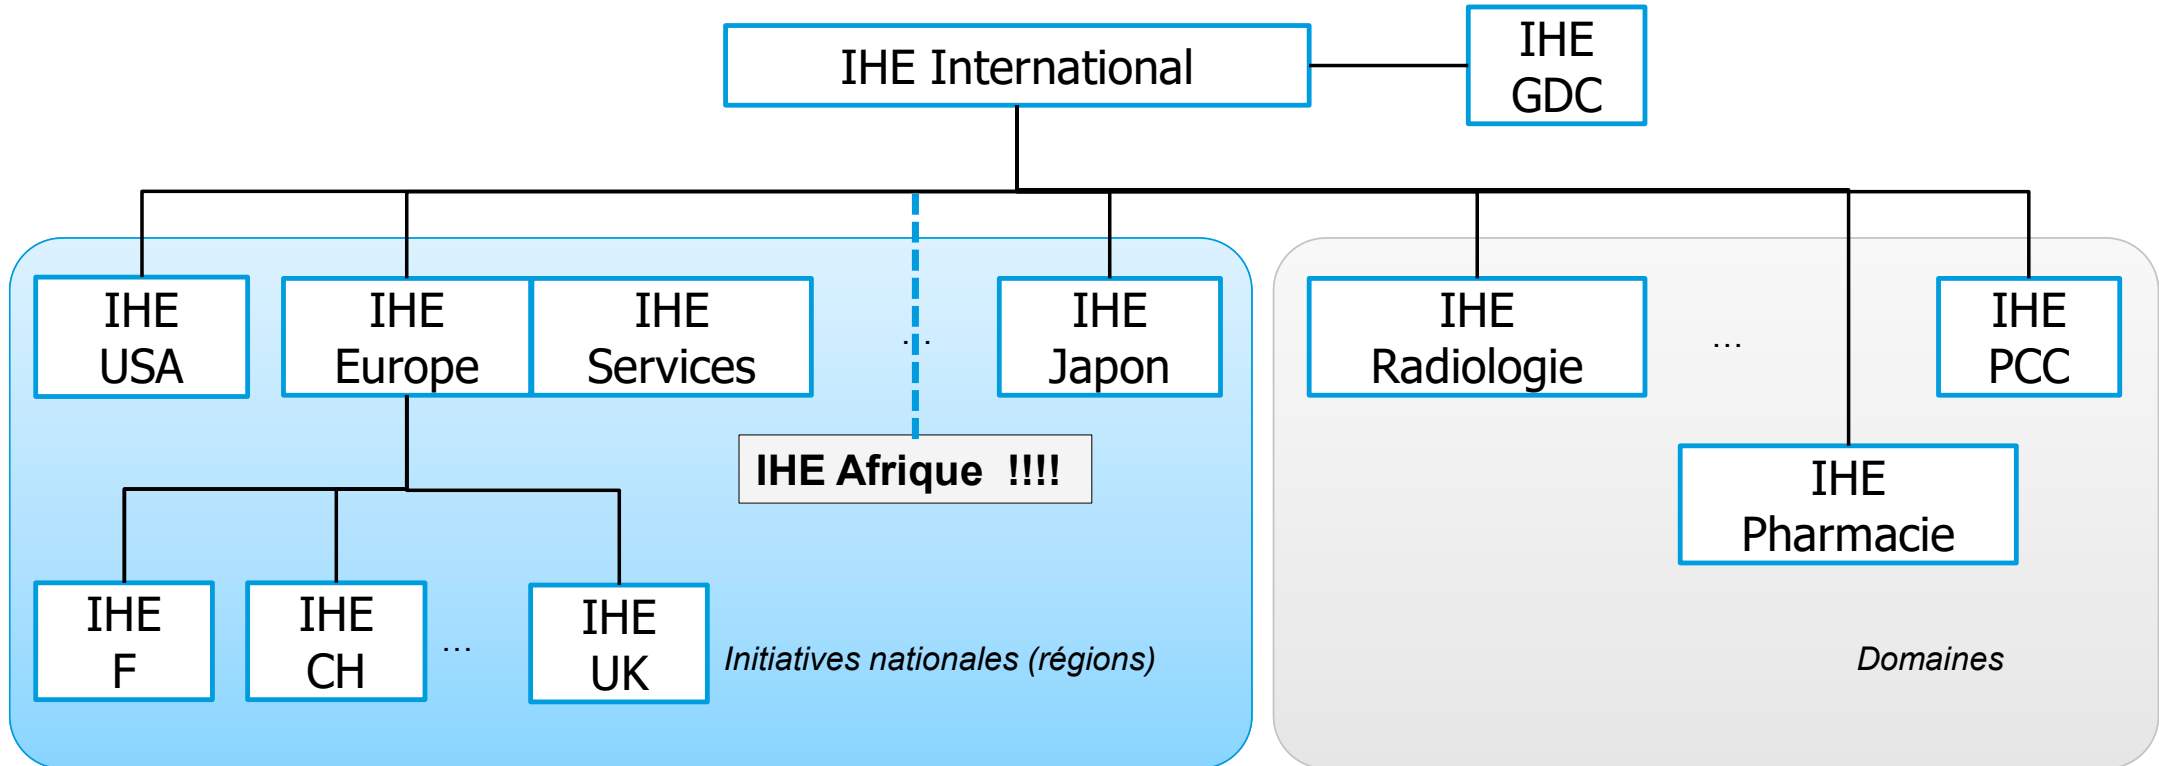 IHE International
IHE
GDC
IHE
USA
IHE
Europe
IHE
Services
...
IHE
Japon
IHE
Radiologie
...
IHE
PCC
IHE Afrique  !!!!
IHE
Pharmacie
IHE
F
IHE
CH
...
IHE
UK
Initiatives nationales (régions)
Domaines